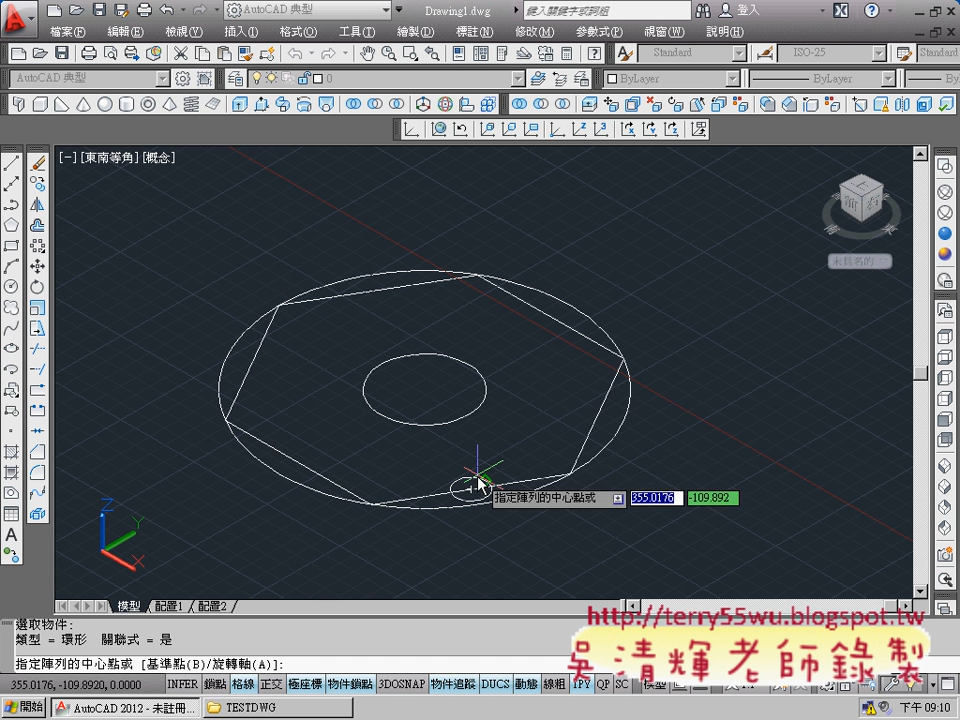 AutoCAD 典型
Drawing1.dwg
鍵入關鍵字或詞組
登入
檔案(F) 編輯(E) 檢視(V) 插入(I) 格式(O) 工具(T) 繪製(D) 標註(N) 修改(M) 參數式(P) 視窗(W) 說明(H)
Standard
ISO-25
Standard
AutoCAD 典型
0
ByLayer
ByLayer
[−][東南等角][概念]
未具名的
指定陣列的中心點或
355.0176
-109.892
Z
Y
X
模型 配置1 配置2
選取物件:
類型 = 環形 關聯式 = 是
指定陣列的中心點或 [基準點(B)/旋轉軸(A)]:
http://terry55wu.blogspot.tw
吳清輝老師錄製
355.0176, -109.8920, 0.0000
INFER 鎖點 格線 正交 極座標 物件鎖點 3DOSNAP 物件追蹤 DUCS 動態 線粗 TPY QP SC
模型
開始
AutoCAD 2012 - 未註冊...
TESTDWG
下午 09:10